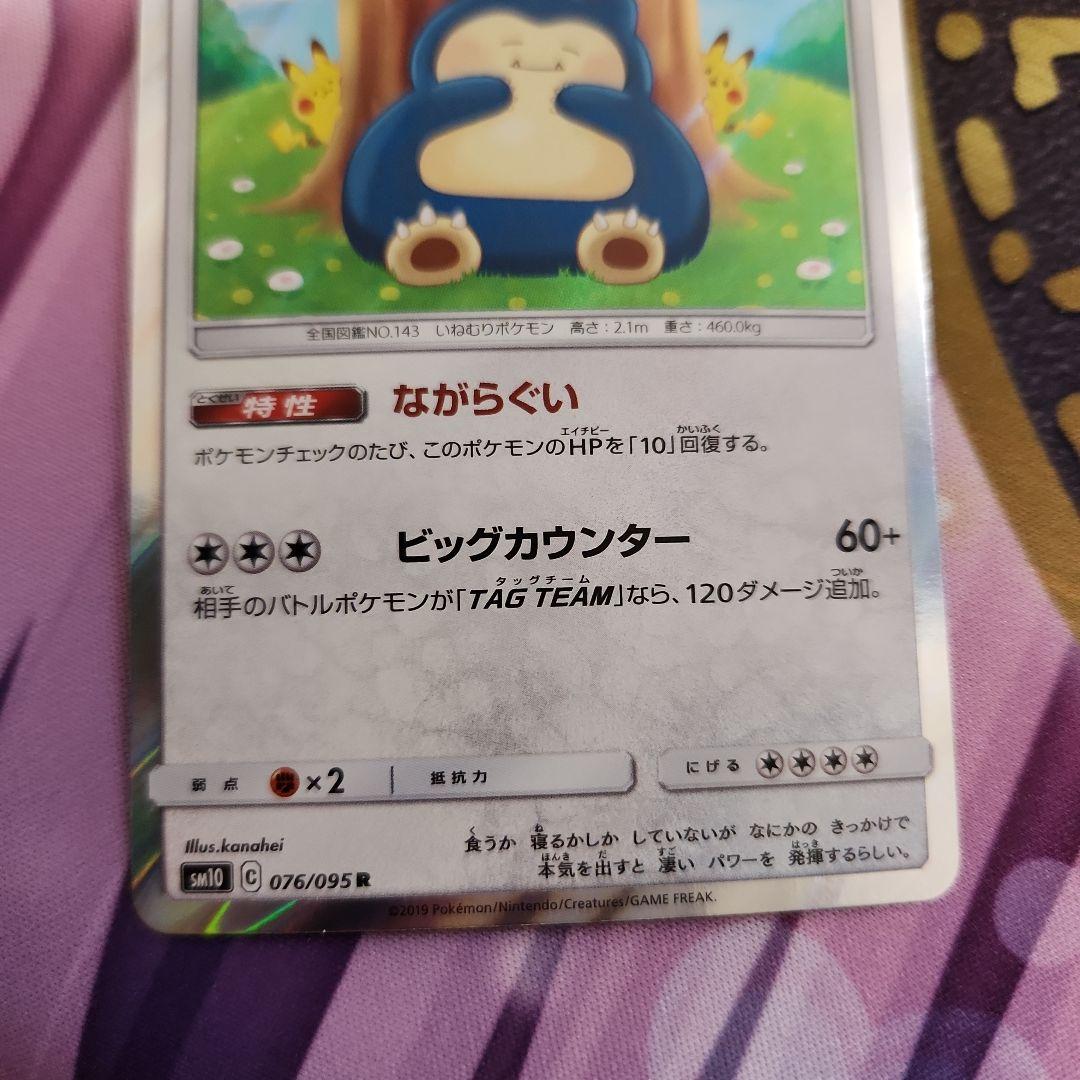 全国図鑑NO.143 いねむりポケモン 高さ：2.1m 重さ：460.0kg
とくせい
特性 ながらぐい
エイチピー かいふく
ポケモンチェックのたび、このポケモンのHPを「10」回復する。
ビッグカウンター 60+
あいて タッグチーム ついか
相手のバトルポケモンが「TAG TEAM」なら、120ダメージ追加。
弱点 ×2 抵抗力 にげる
Illus.kanahei
く ね
食うか 寝るかしか していないが なにかの きっかけで
ほんき だ すご はっき
本気を出すと 凄い パワーを 発揮するらしい。
SM10 C 076/095 R
©2019 Pokémon/Nintendo/Creatures/GAME FREAK.